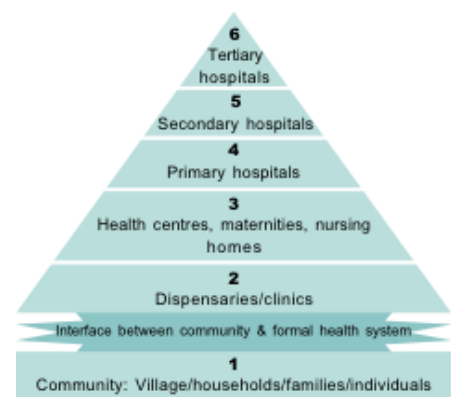 6
Tertiary
hospitals
5
Secondary hospitals
4
Primary hospitals
3
Health centres, maternities, nursing
homes
2
Dispensaries/clinics
Interface between community & formal health system
1
Community: Village/households/families/individuals